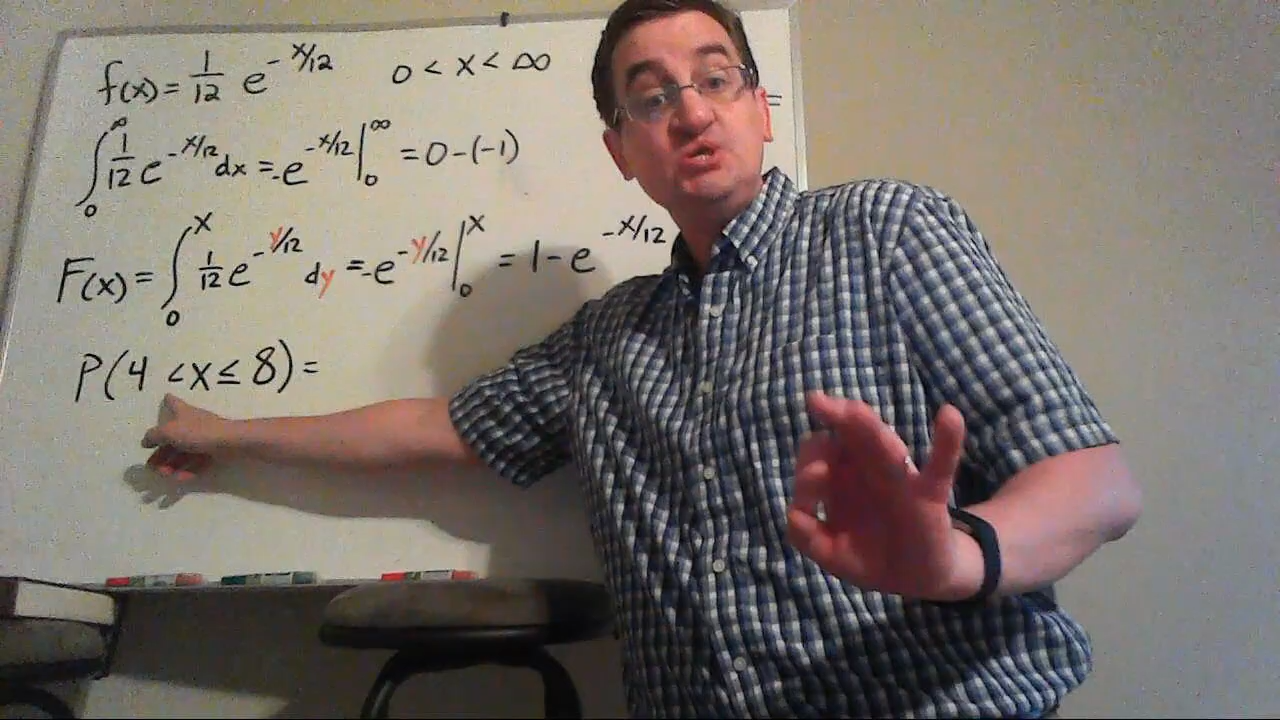 f(x) = 1/12 e^-x/12 0 < x < ∞
∫₀^∞ 1/12 e^-x/12 dx = -e^-x/12 |₀^∞ = 0 - (-1)
F(x) = ∫₀^x 1/12 e^-y/12 dy = -e^-y/12 |₀^x = 1 - e^-x/12
P(4 < x ≤ 8) =